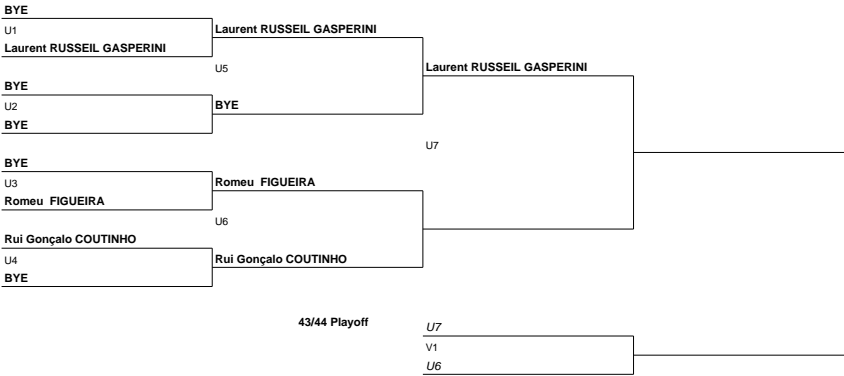 BYE
U1
Laurent RUSSEIL GASPERINI
Laurent RUSSEIL GASPERINI
U5
Laurent RUSSEIL GASPERINI
BYE
U2
BYE
BYE
U7
BYE
U3
Romeu FIGUEIRA
Romeu FIGUEIRA
U6
Rui Gonçalo COUTINHO
U4
Rui Gonçalo COUTINHO
BYE
43/44 Playoff
U7
V1
U6